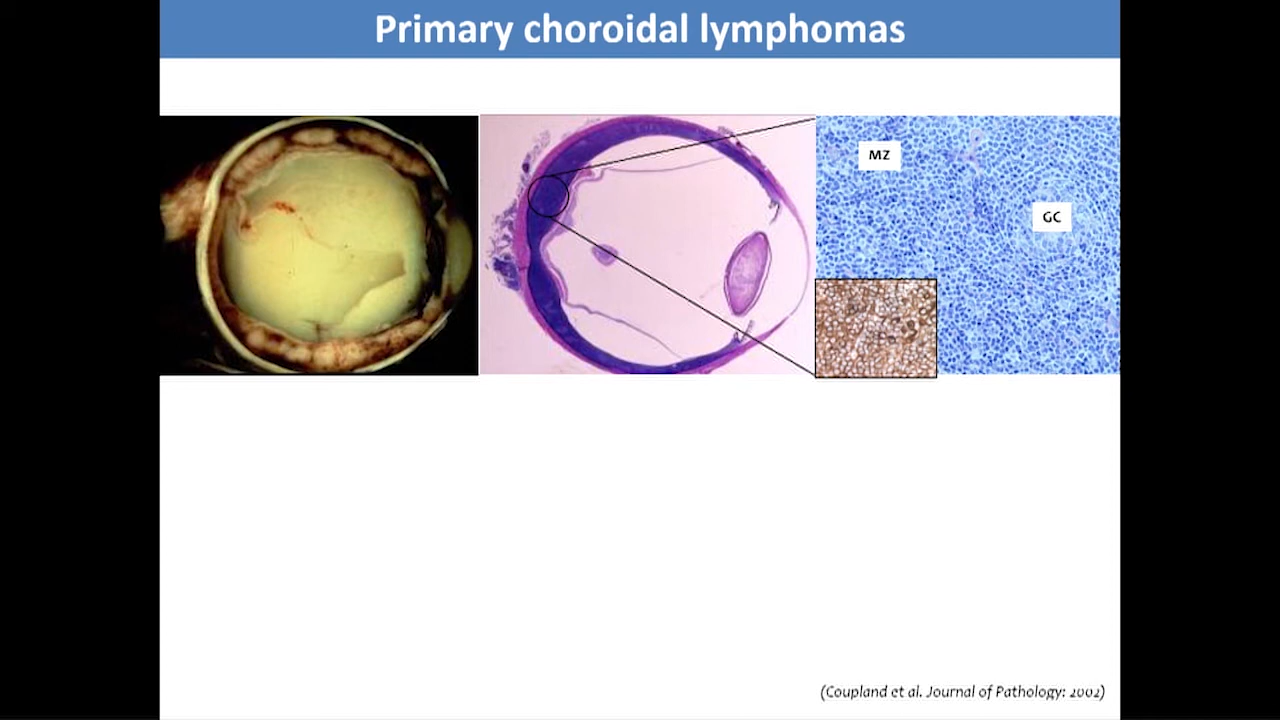 Primary choroidal lymphomas
MZ
GC
(Coupland et al. Journal of Pathology: 2002)